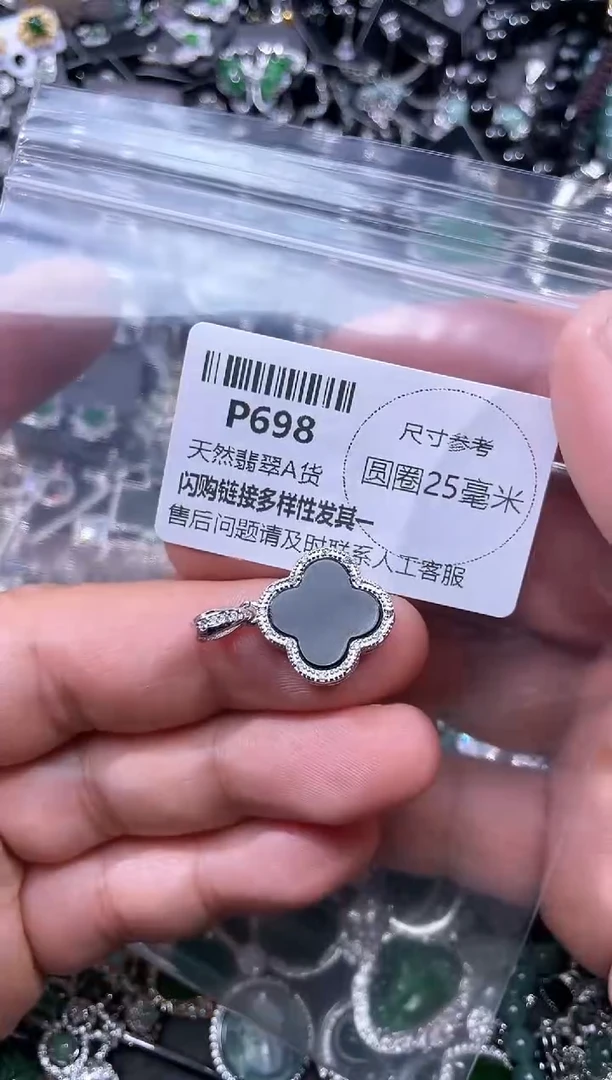 P698
天然翡翠A货
闪购链接多样性发其一
售后问题请及时联系人工客服
尺寸参考
圆圈25毫米